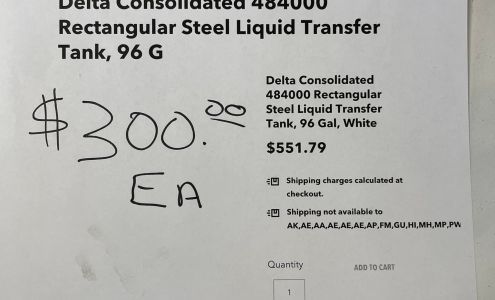 Delta Consolidated 484000
Rectangular Steel Liquid Transfer
Tank, 96 G
$300.00
EA
Delta Consolidated
484000 Rectangular
Steel Liquid Transfer
Tank, 96 Gal, White
$551.79
Shipping charges calculated at
checkout.
Shipping not available to
AK,AE,AA,AE,AE,AE,AP,FM,GU,HI,MH,MP,PW
Quantity
ADD TO CART
1